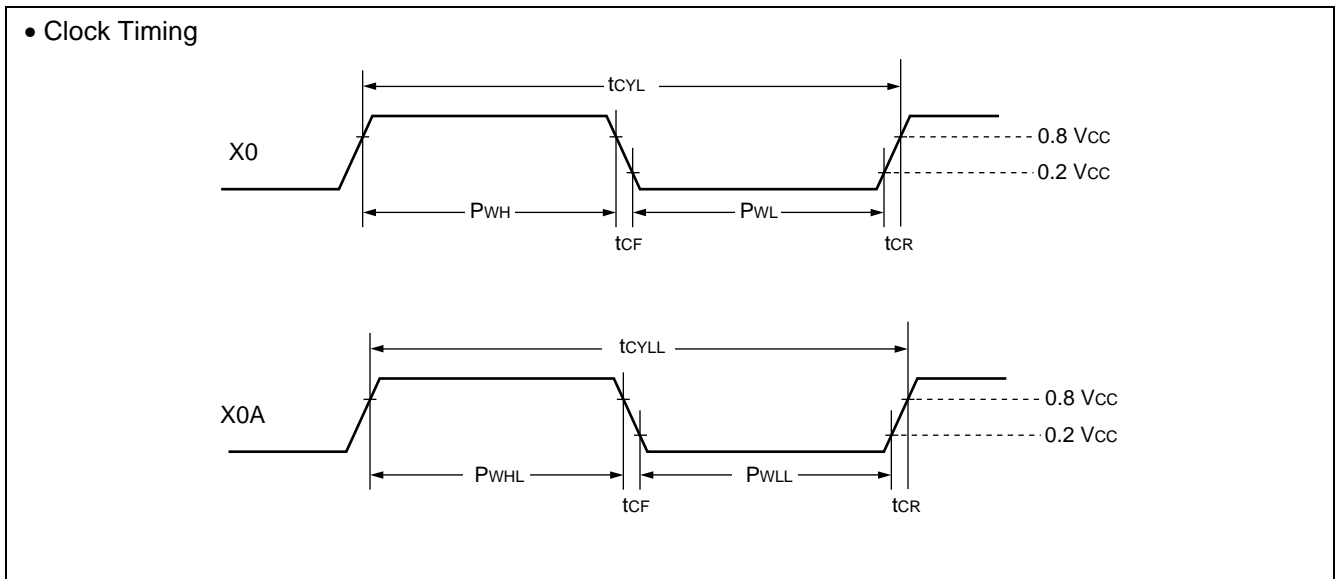 • Clock Timing
tCYL
X0
0.8 VCC
0.2 VCC
PWH
PWL
tCF
tCR
tCYLL
X0A
0.8 VCC
0.2 VCC
PWHL
PWLL
tCF
tCR